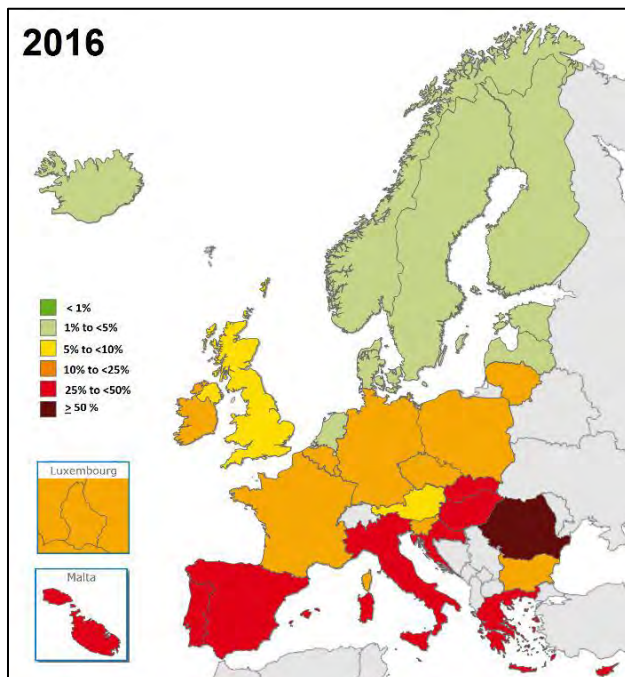 2016
< 1%
1% to <5%
5% to <10%
10% to <25%
25% to <50%
≥ 50 %
Luxembourg
Malta